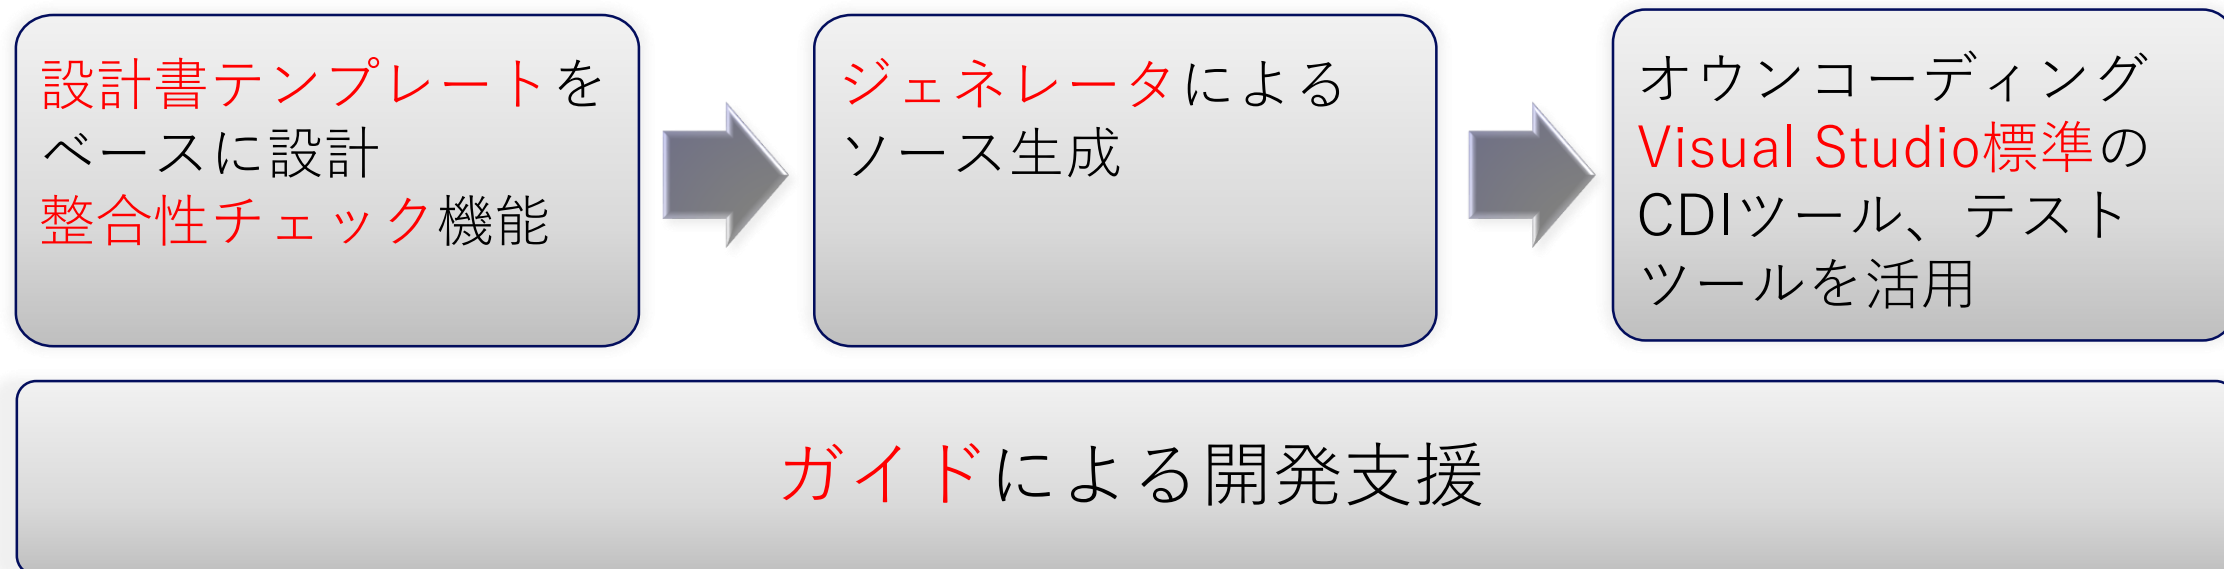 設計書テンプレートを
ベースに設計
整合性チェック機能
ジェネレータによる
ソース生成
オウンコーディング
Visual Studio標準の
CDIツール、テスト
ツールを活用
ガイドによる開発支援